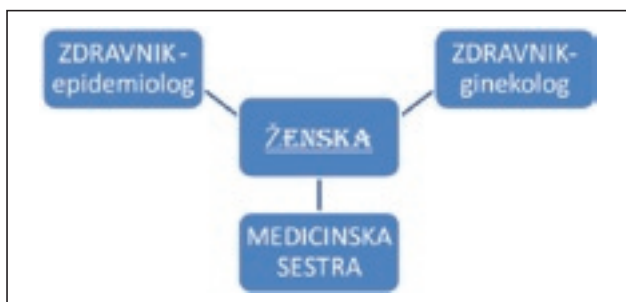 ZDRAVNIK-
epidemiolog
ZDRAVNIK-
ginekolog
ŽENSKA
MEDICINSKA
SESTRA